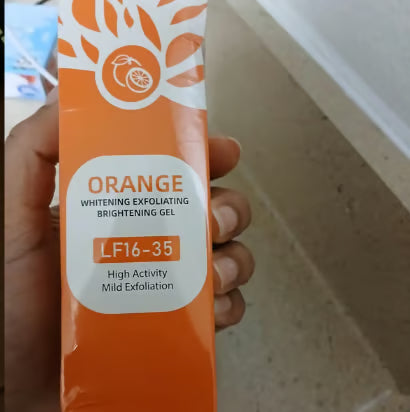 ORANGE
WHITENING EXFOLIATING
BRIGHTENING GEL
LF16-35
High Activity
Mild Exfoliation